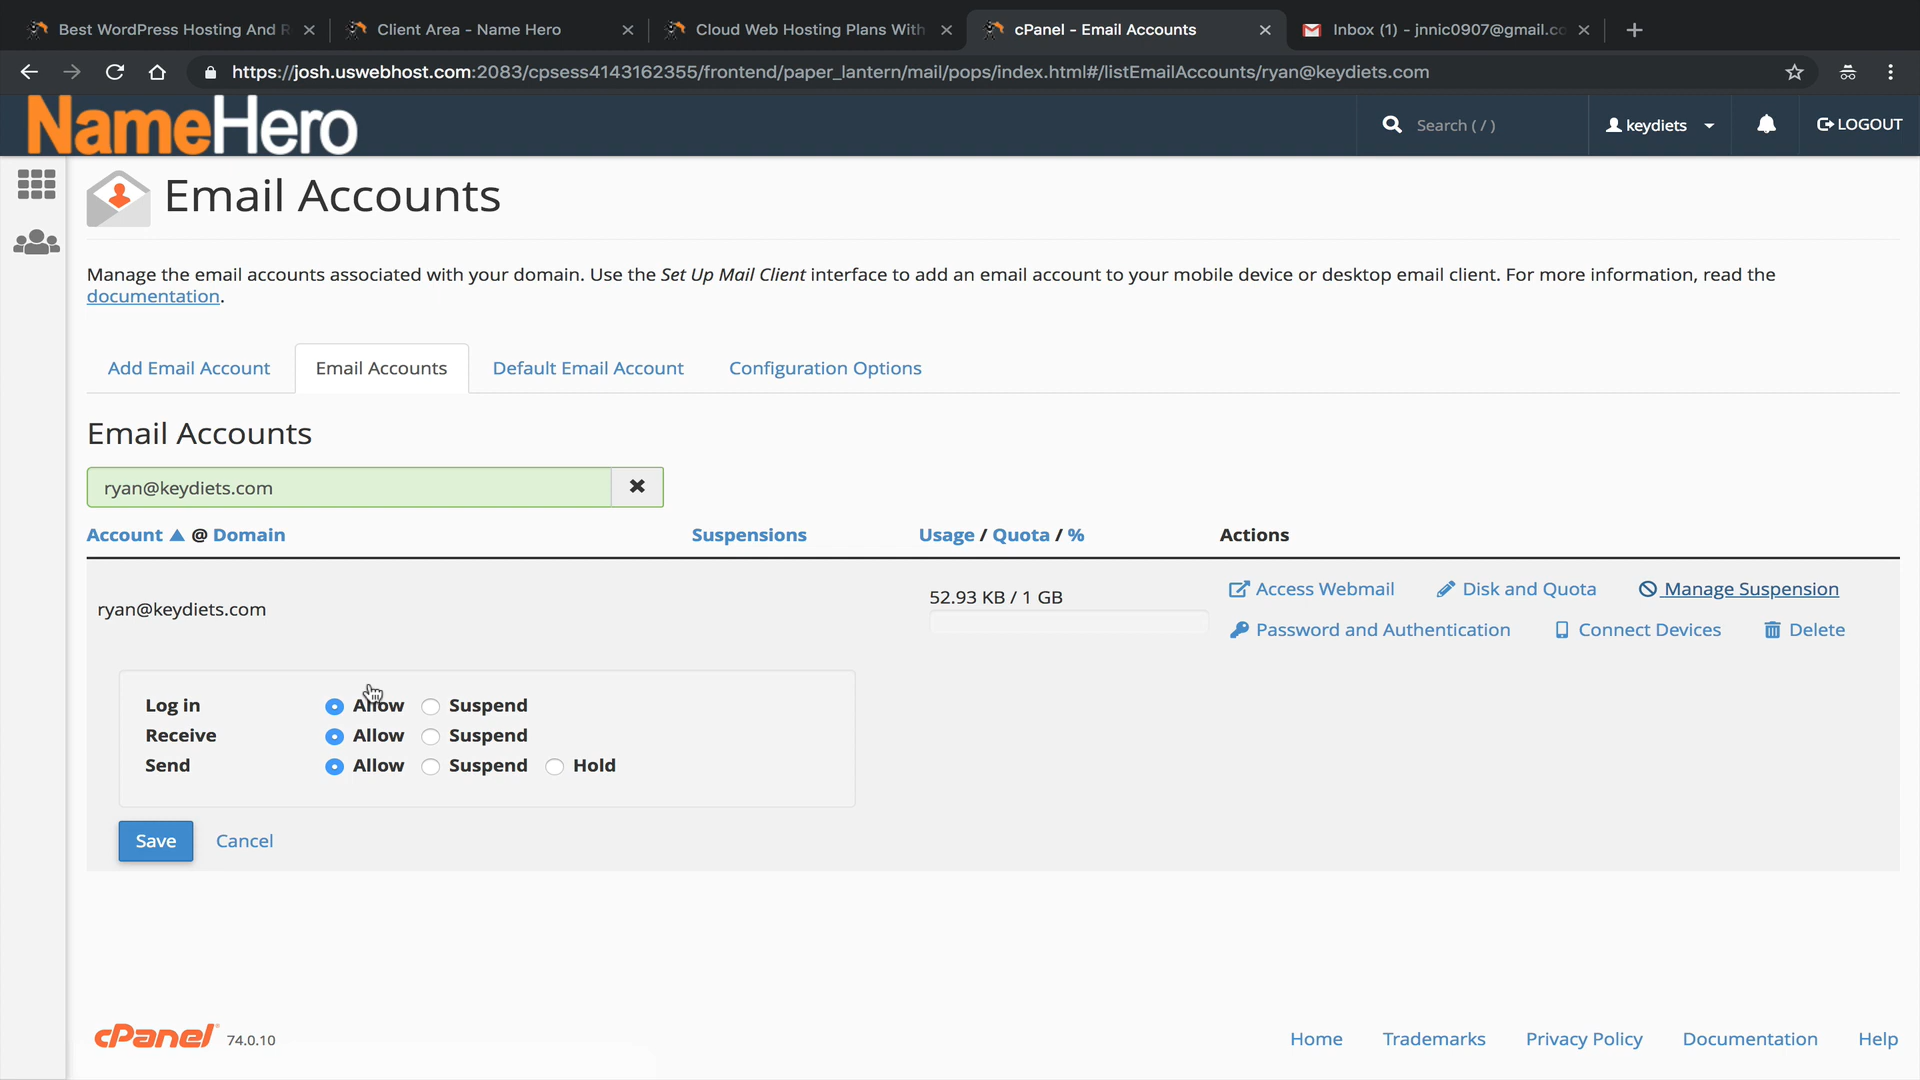 Best WordPress Hosting And R
Client Area - Name Hero
Cloud Web Hosting Plans With
cPanel - Email Accounts
Inbox (1) - jnnic0907@gmail.co
https://josh.uswebhost.com:2083/cpsess4143162355/frontend/paper_lantern/mail/pops/index.html#/listEmailAccounts/ryan@keydiets.com
NameHero
Search ( / )
keydiets
LOGOUT
Email Accounts
Manage the email accounts associated with your domain. Use the Set Up Mail Client interface to add an email account to your mobile device or desktop email client. For more information, read the
documentation.
Add Email Account
Email Accounts
Default Email Account
Configuration Options
Email Accounts
ryan@keydiets.com
Account ▲ @ Domain
Suspensions
Usage / Quota / %
Actions
ryan@keydiets.com
52.93 KB / 1 GB
Access Webmail
Disk and Quota
Manage Suspension
Password and Authentication
Connect Devices
Delete
Log in Allow Suspend
Receive Allow Suspend
Send Allow Suspend Hold
Save
Cancel
cPanel 74.0.10
Home
Trademarks
Privacy Policy
Documentation
Help